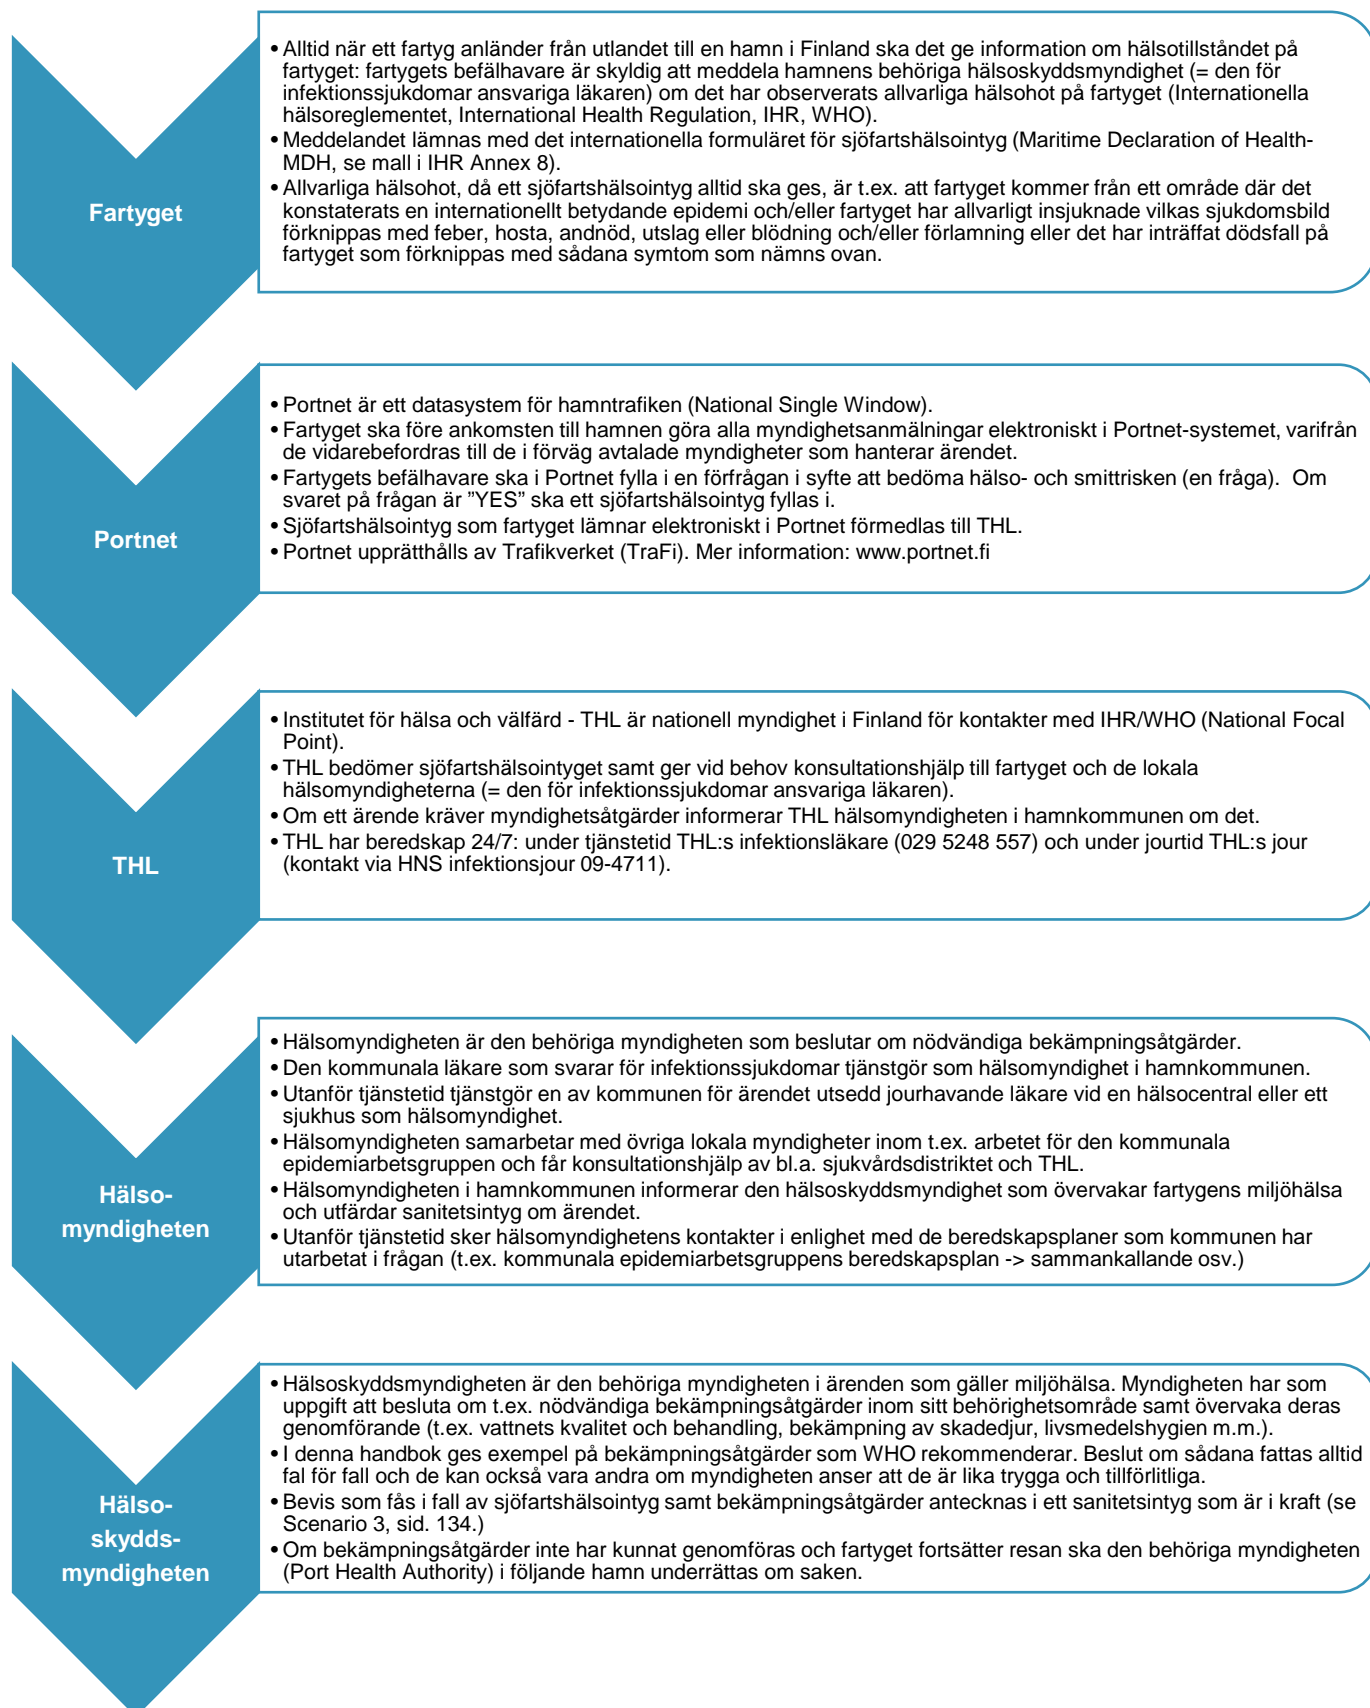 Fartyget
• Alltid när ett fartyg anländer från utlandet till en hamn i Finland ska det ge information om hälsotillståndet på
fartyget: fartygets befälhavare är skyldig att meddela hamnens behöriga hälsoskyddsmyndighet (= den för
infektionssjukdomar ansvariga läkaren) om det har observerats allvarliga hälsohot på fartyget (Internationella
hälsoreglementet, International Health Regulation, IHR, WHO).
• Meddelandet lämnas med det internationella formuläret för sjöfartshälsointyg (Maritime Declaration of Health-
MDH, se mall i IHR Annex 8).
• Allvarliga hälsohot, då ett sjöfartshälsointyg alltid ska ges, är t.ex. att fartyget kommer från ett område där det
konstaterats en internationellt betydande epidemi och/eller fartyget har allvarligt insjuknade vilkas sjukdomsbild
förknippas med feber, hosta, andnöd, utslag eller blödning och/eller förlamning eller det har inträffat dödsfall på
fartyget som förknippas med sådana symtom som nämns ovan.
Portnet
• Portnet är ett datasystem för hamntrafiken (National Single Window).
• Fartyget ska före ankomsten till hamnen göra alla myndighetsanmälningar elektroniskt i Portnet-systemet, varifrån
de vidarebefordras till de i förväg avtalade myndigheter som hanterar ärendet.
• Fartygets befälhavare ska i Portnet fylla i en förfrågan i syfte att bedöma hälso- och smittrisken (en fråga). Om
svaret på frågan är ”YES” ska ett sjöfartshälsointyg fyllas i.
• Sjöfartshälsointyg som fartyget lämnar elektroniskt i Portnet förmedlas till THL.
• Portnet upprätthålls av Trafikverket (TraFi). Mer information: www.portnet.fi
THL
• Institutet för hälsa och välfärd - THL är nationell myndighet i Finland för kontakter med IHR/WHO (National Focal
Point).
• THL bedömer sjöfartshälsointyget samt ger vid behov konsultationshjälp till fartyget och de lokala
hälsomyndigheterna (= den för infektionssjukdomar ansvariga läkaren).
• Om ett ärende kräver myndighetsåtgärder informerar THL hälsomyndigheten i hamnkommunen om det.
• THL har beredskap 24/7: under tjänstetid THL:s infektionsläkare (029 5248 557) och under jourtid THL:s jour
(kontakt via HNS infektionsjour 09-4711).
Hälso-
myndigheten
• Hälsomyndigheten är den behöriga myndigheten som beslutar om nödvändiga bekämpningsåtgärder.
• Den kommunala läkare som svarar för infektionssjukdomar tjänstgör som hälsomyndighet i hamnkommunen.
• Utanför tjänstetid tjänstgör en av kommunen för ärendet utsedd jourhavande läkare vid en hälsocentral eller ett
sjukhus som hälsomyndighet.
• Hälsomyndigheten samarbetar med övriga lokala myndigheter inom t.ex. arbetet för den kommunala
epidemiarbetsgruppen och får konsultationshjälp av bl.a. sjukvårdsdistriktet och THL.
• Hälsomyndigheten i hamnkommunen informerar den hälsoskyddsmyndighet som övervakar fartygens miljöhälsa
och utfärdar sanitetsintyg om ärendet.
• Utanför tjänstetid sker hälsomyndighetens kontakter i enlighet med de beredskapsplaner som kommunen har
utarbetat i frågan (t.ex. kommunala epidemiarbetsgruppens beredskapsplan -> sammankallande osv.)
Hälso-
skydds-
myndigheten
• Hälsoskyddsmyndigheten är den behöriga myndigheten i ärenden som gäller miljöhälsa. Myndigheten har som
uppgift att besluta om t.ex. nödvändiga bekämpningsåtgärder inom sitt behörighetsområde samt övervaka deras
genomförande (t.ex. vattnets kvalitet och behandling, bekämpning av skadedjur, livsmedelshygien m.m.).
• I denna handbok ges exempel på bekämpningsåtgärder som WHO rekommenderar. Beslut om sådana fattas alltid
fal för fall och de kan också vara andra om myndigheten anser att de är lika trygga och tillförlitliga.
• Bevis som fås i fall av sjöfartshälsointyg samt bekämpningsåtgärder antecknas i ett sanitetsintyg som är i kraft (se
Scenario 3, sid. 134.)
• Om bekämpningsåtgärder inte har kunnat genomföras och fartyget fortsätter resan ska den behöriga myndigheten
(Port Health Authority) i följande hamn underrättas om saken.